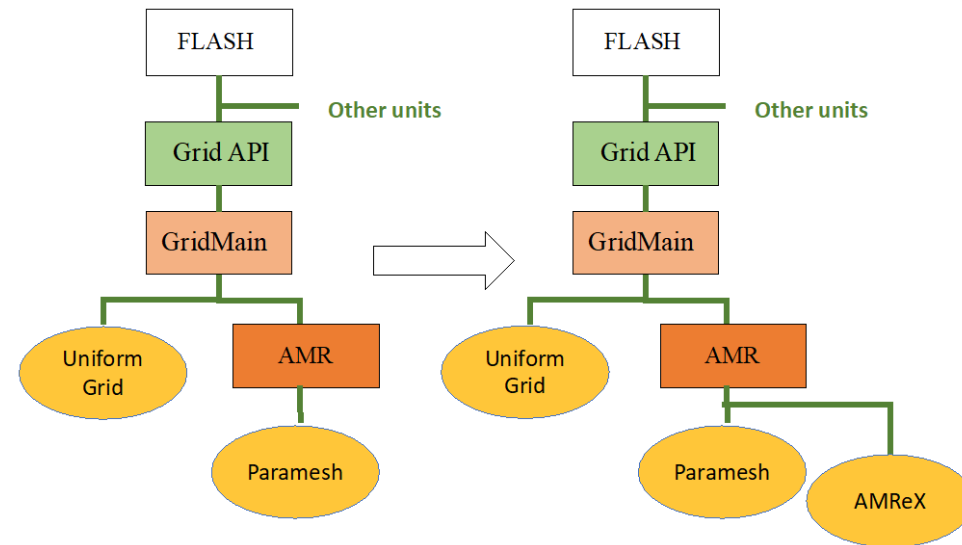 FLASH
Other units
Grid API
GridMain
Uniform
Grid
AMR
Paramesh
FLASH
Other units
Grid API
GridMain
Uniform
Grid
AMR
Paramesh
AMReX